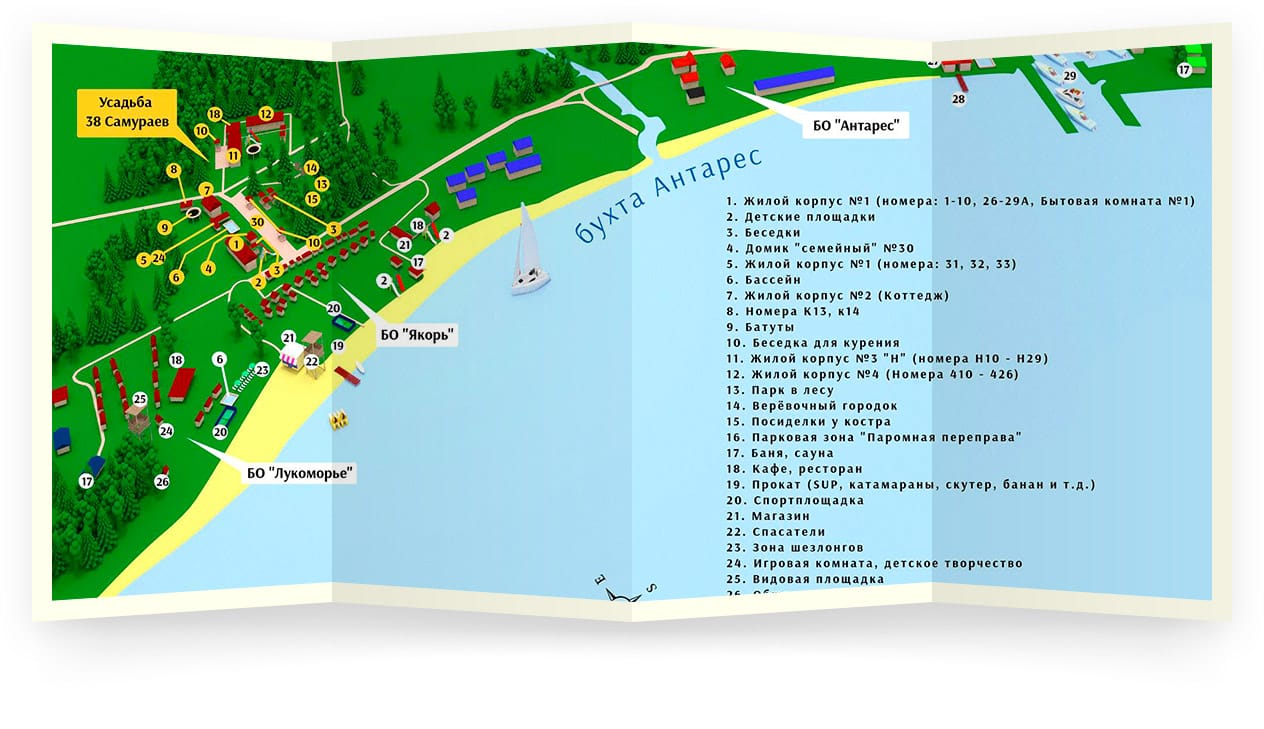 Усадьба
38 Самураев
18
12
10
11
8
14
7
13
15
9
30
3
1
10
5
24
4
3
6
2
18
2
21
17
2
27
28
29
17
БО "Антарес"
бухта Антарес
БО "Якорь"
20
21
19
22
18
6
23
25
24
20
17
26
БО "Лукоморье"
1. Жилой корпус №1 (номера: 1-10, 26-29А, Бытовая комната №1)
2. Детские площадки
3. Беседки
4. Домик "семейный" №30
5. Жилой корпус №1 (номера: 31, 32, 33)
6. Бассейн
7. Жилой корпус №2 (Коттедж)
8. Номера К13, к14
9. Батуты
10. Беседка для курения
11. Жилой корпус №3 "Н" (номера Н10 - Н29)
12. Жилой корпус №4 (Номера 410 - 426)
13. Парк в лесу
14. Верёвочный городок
15. Посиделки у костра
16. Парковая зона "Паромная переправа"
17. Баня, сауна
18. Кафе, ресторан
19. Прокат (SUP, катамараны, скутер, банан и т.д.)
20. Спортплощадка
21. Магазин
22. Спасатели
23. Зона шезлонгов
24. Игровая комната, детское творчество
25. Видовая площадка
26.
E
S